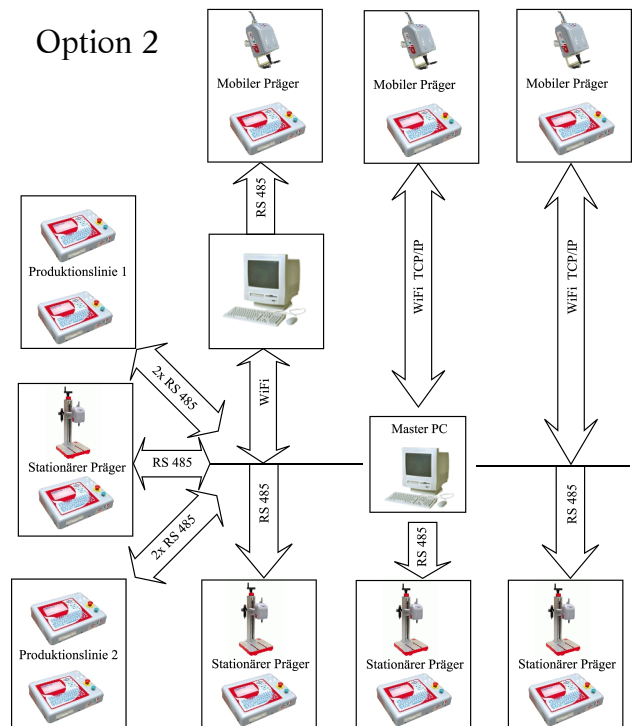 Option 2
Mobiler Präger
Mobiler Präger
Mobiler Präger
RS 485
WiFi TCP/IP
WiFi TCP/IP
Produktionslinie 1
2x RS 485
WiFi
Master PC
Stationärer Präger
RS 485
2x RS 485
RS 485
RS 485
RS 485
Produktionslinie 2
Stationärer Präger
Stationärer Präger
Stationärer Präger